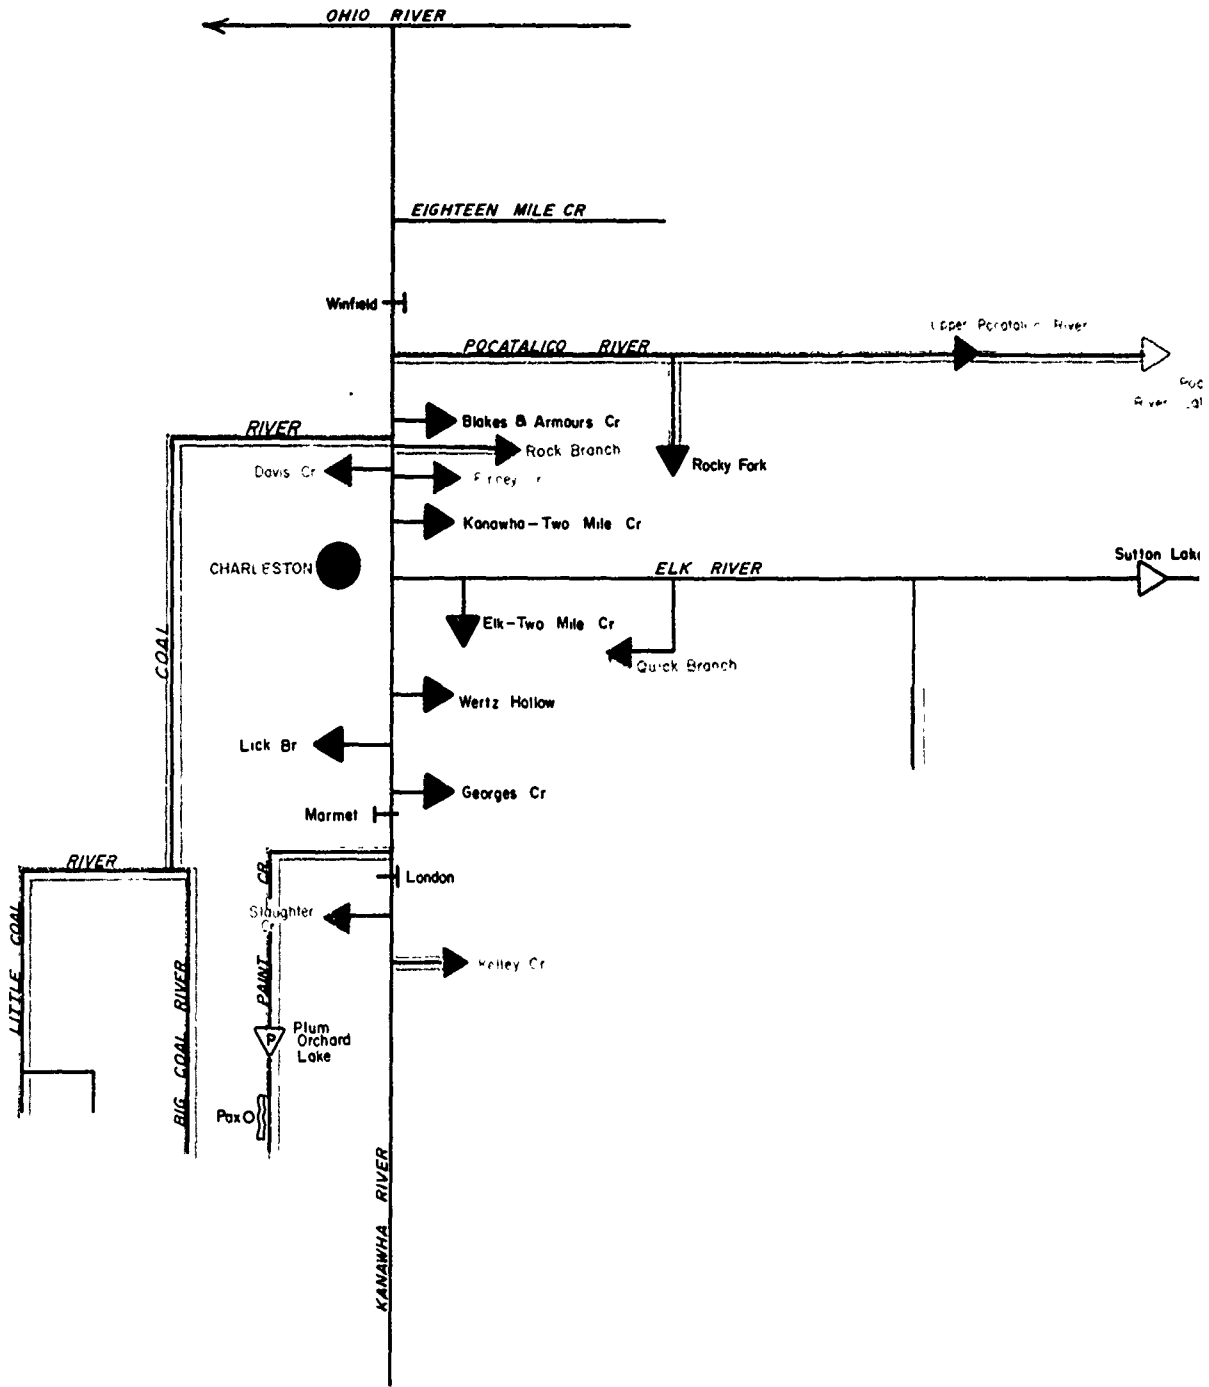 OHIO RIVER
EIGHTEEN MILE CR
Winfield
Upper Pocatalico River
POCATALICO RIVER
River
Blakes & Armours Cr
RIVER
Rock Branch
Rocky Fork
Davis Cr
Kanawha-Two Mile Cr
Sutton Lake
CHARLESTON
ELK RIVER
Elk-Two Mile Cr
COAL
Quick Branch
Wertz Hollow
Lick Br
Georges Cr
Marmet
RIVER
CR
London
Slaughter
Cr
LITTLE COAL
PAINT
Kelley Cr
BIG COAL RIVER
P
Plum
Orchard
Lake
Pax
KANAWHA RIVER